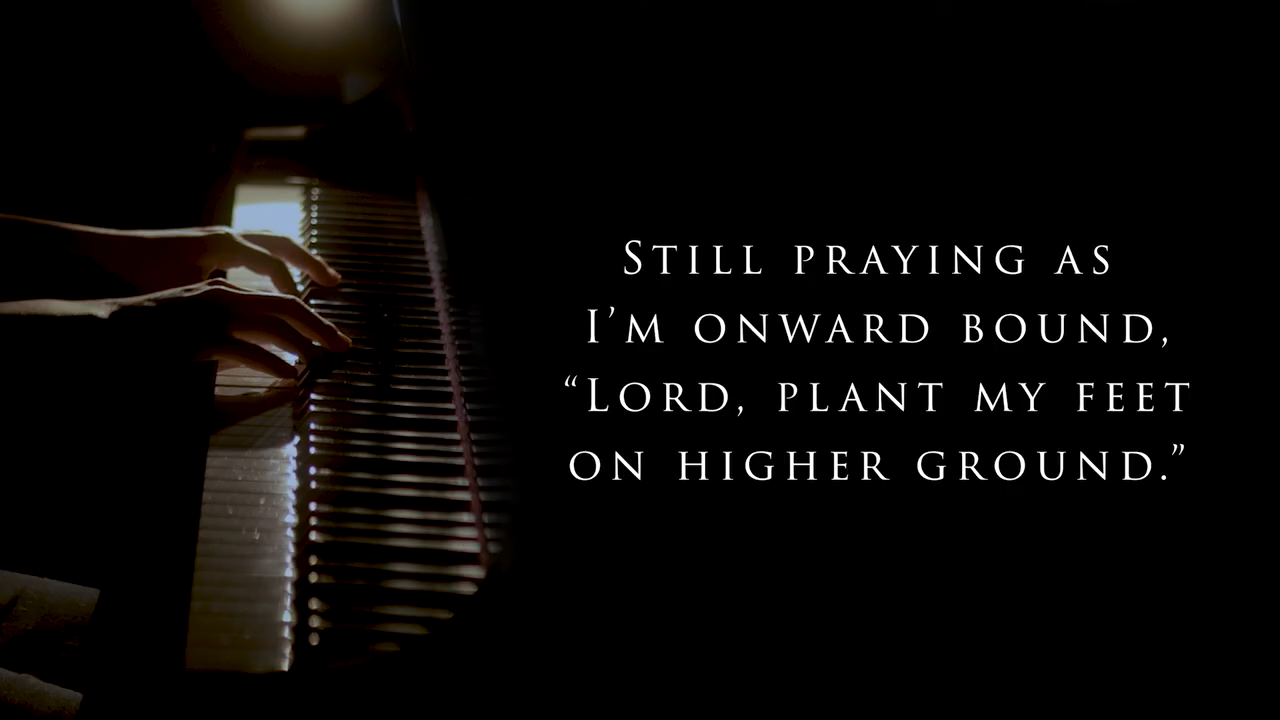 Still praying as
I’m onward bound,
“Lord, plant my feet
on higher ground.”